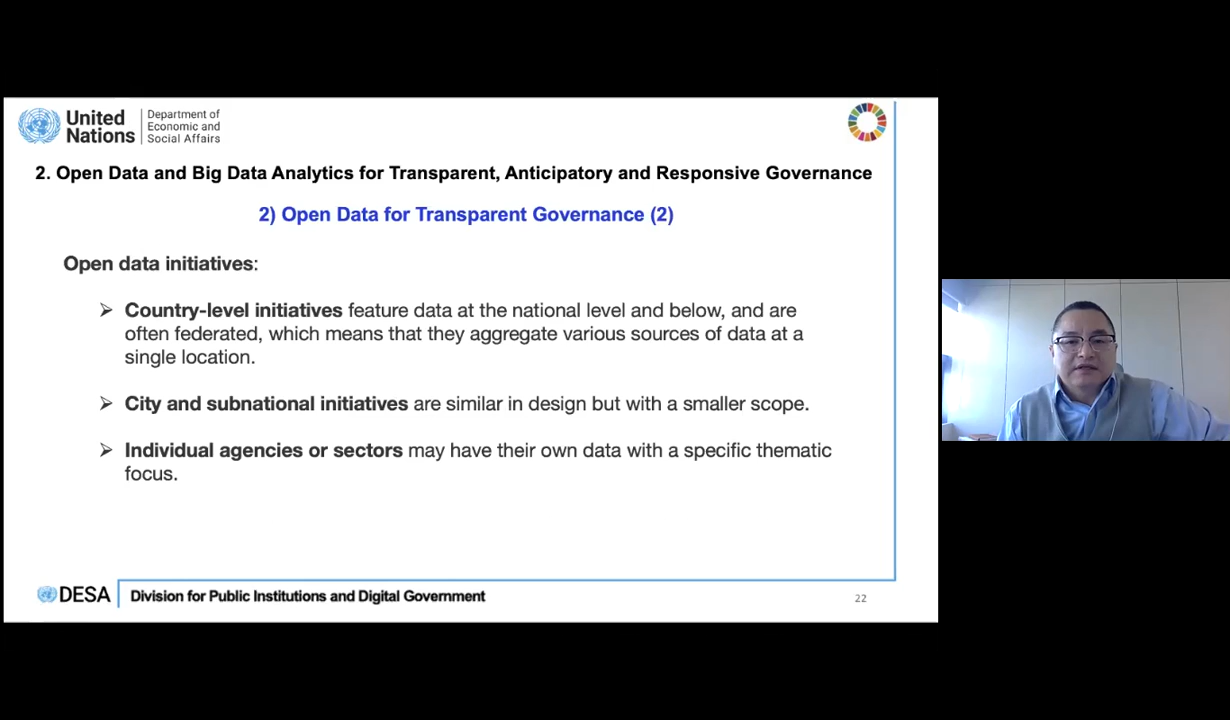 United
Nations
Department of
Economic and
Social Affairs
2. Open Data and Big Data Analytics for Transparent, Anticipatory and Responsive Governance
2) Open Data for Transparent Governance (2)
Open data initiatives:
➢ Country-level initiatives feature data at the national level and below, and are
often federated, which means that they aggregate various sources of data at a
single location.
➢ City and subnational initiatives are similar in design but with a smaller scope.
➢ Individual agencies or sectors may have their own data with a specific thematic
focus.
DESA
Division for Public Institutions and Digital Government
22